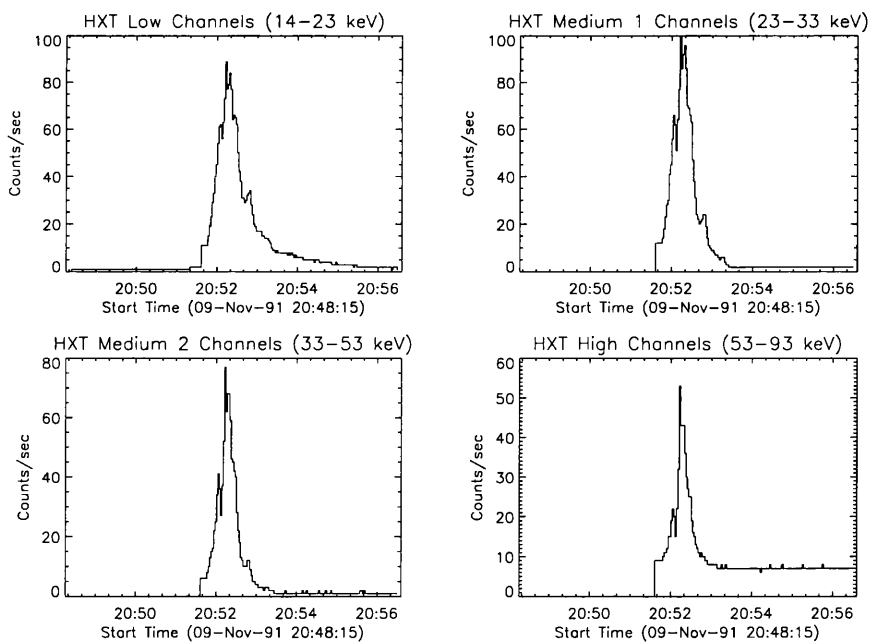 HXT Low Channels (14–23 keV)
100
80
60
40
20
0
Counts/sec
20:50 20:52 20:54 20:56
Start Time (09–Nov–91 20:48:15)
HXT Medium 1 Channels (23–33 keV)
100
80
60
40
20
0
Counts/sec
20:50 20:52 20:54 20:56
Start Time (09–Nov–91 20:48:15)
HXT Medium 2 Channels (33–53 keV)
80
60
40
20
0
Counts/sec
20:50 20:52 20:54 20:56
Start Time (09–Nov–91 20:48:15)
HXT High Channels (53–93 keV)
60
50
40
30
20
10
0
Counts/sec
20:50 20:52 20:54 20:56
Start Time (09–Nov–91 20:48:15)